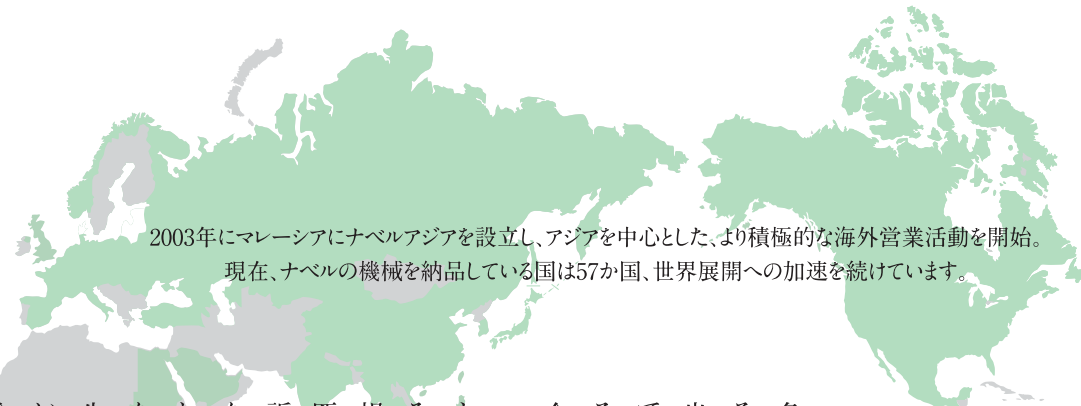 2003年にマレーシアにナベルアジアを設立し、アジアを中心とした、より積極的な海外営業活動を開始。
現在、ナベルの機械を納品している国は57か国、世界展開への加速を続けています。